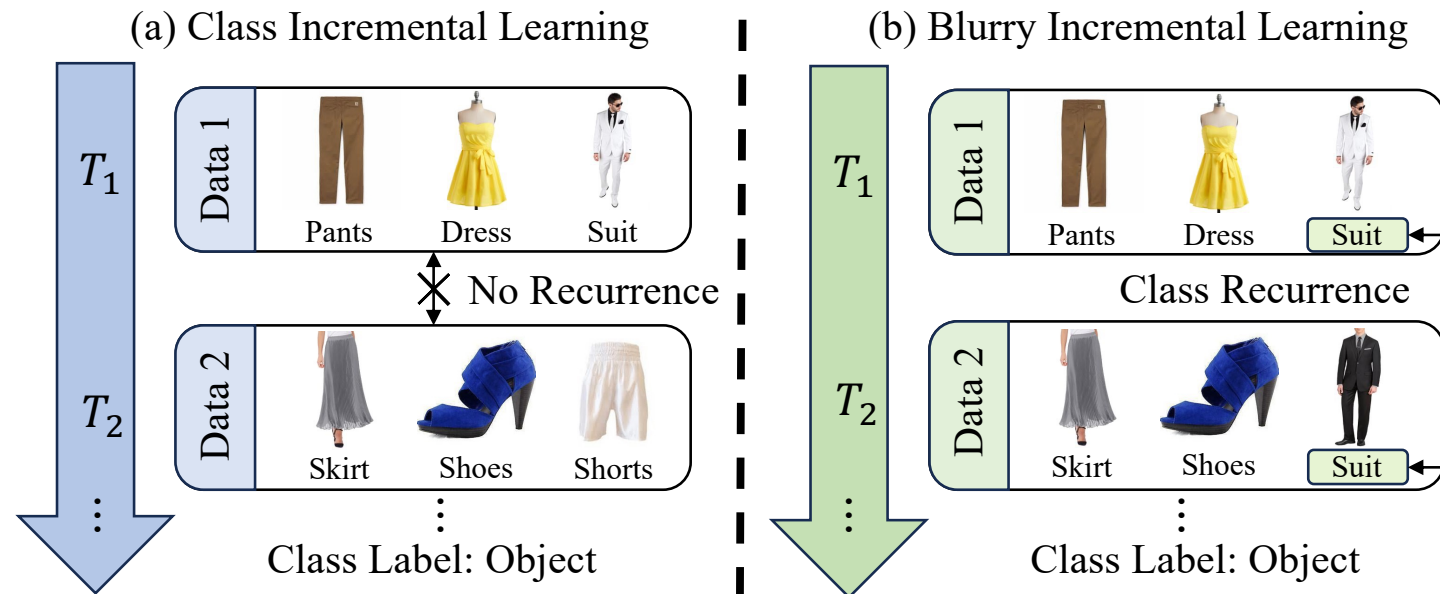 (a) Class Incremental Learning
T₁
Data 1
Pants
Dress
Suit
No Recurrence
T₂
Data 2
Skirt
Shoes
Shorts
⋮
⋮
Class Label: Object
(b) Blurry Incremental Learning
T₁
Data 1
Pants
Dress
Suit
Class Recurrence
T₂
Data 2
Skirt
Shoes
Suit
⋮
⋮
Class Label: Object